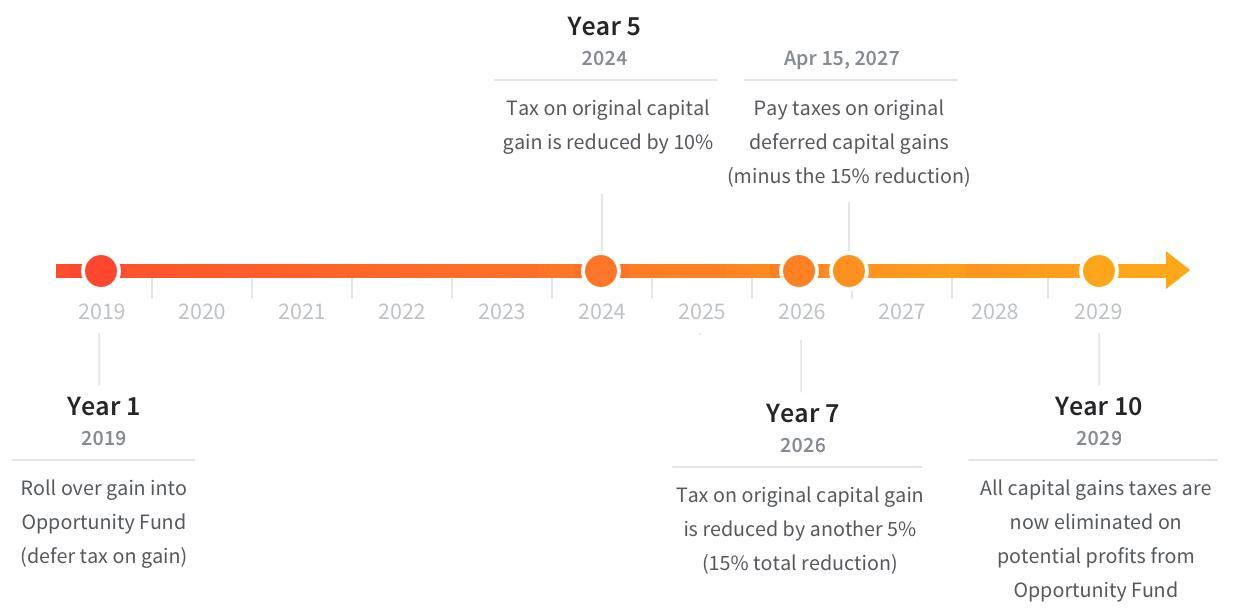 Year 5
2024
Tax on original capital
gain is reduced by 10%
Apr 15, 2027
Pay taxes on original
deferred capital gains
(minus the 15% reduction)
2019 2020 2021 2022 2023 2024 2025 2026 2027 2028 2029
Year 1
2019
Roll over gain into
Opportunity Fund
(defer tax on gain)
Year 7
2026
Tax on original capital gain
is reduced by another 5%
(15% total reduction)
Year 10
2029
All capital gains taxes are
now eliminated on
potential profits from
Opportunity Fund